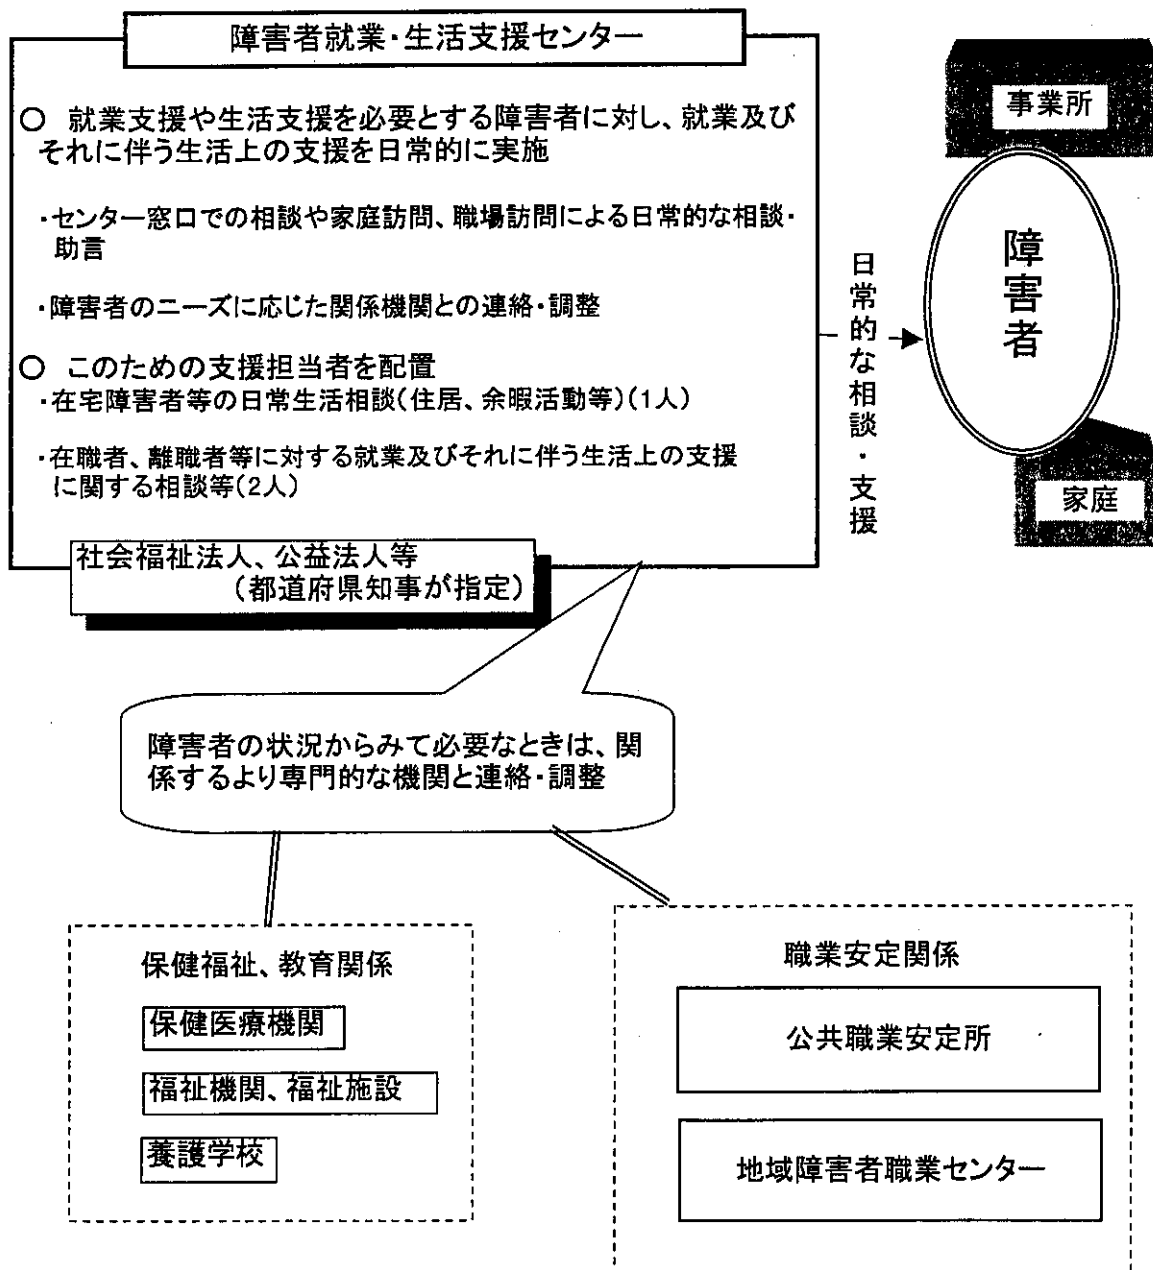 障害者就業・生活支援センター
○ 就業支援や生活支援を必要とする障害者に対し、就業及び
それに伴う生活上の支援を日常的に実施
・センター窓口での相談や家庭訪問、職場訪問による日常的な相談・
助言
・障害者のニーズに応じた関係機関との連絡・調整
○ このための支援担当者を配置
・在宅障害者等の日常生活相談(住居、余暇活動等)(1人)
・在職者、離職者等に対する就業及びそれに伴う生活上の支援
に関する相談等(2人)
社会福祉法人、公益法人等
(都道府県知事が指定)
日常的な相談・支援
事業所
障害者
家庭
障害者の状況からみて必要なときは、関
係するより専門的な機関と連絡・調整
保健福祉、教育関係
保健医療機関
福祉機関、福祉施設
養護学校
職業安定関係
公共職業安定所
地域障害者職業センター